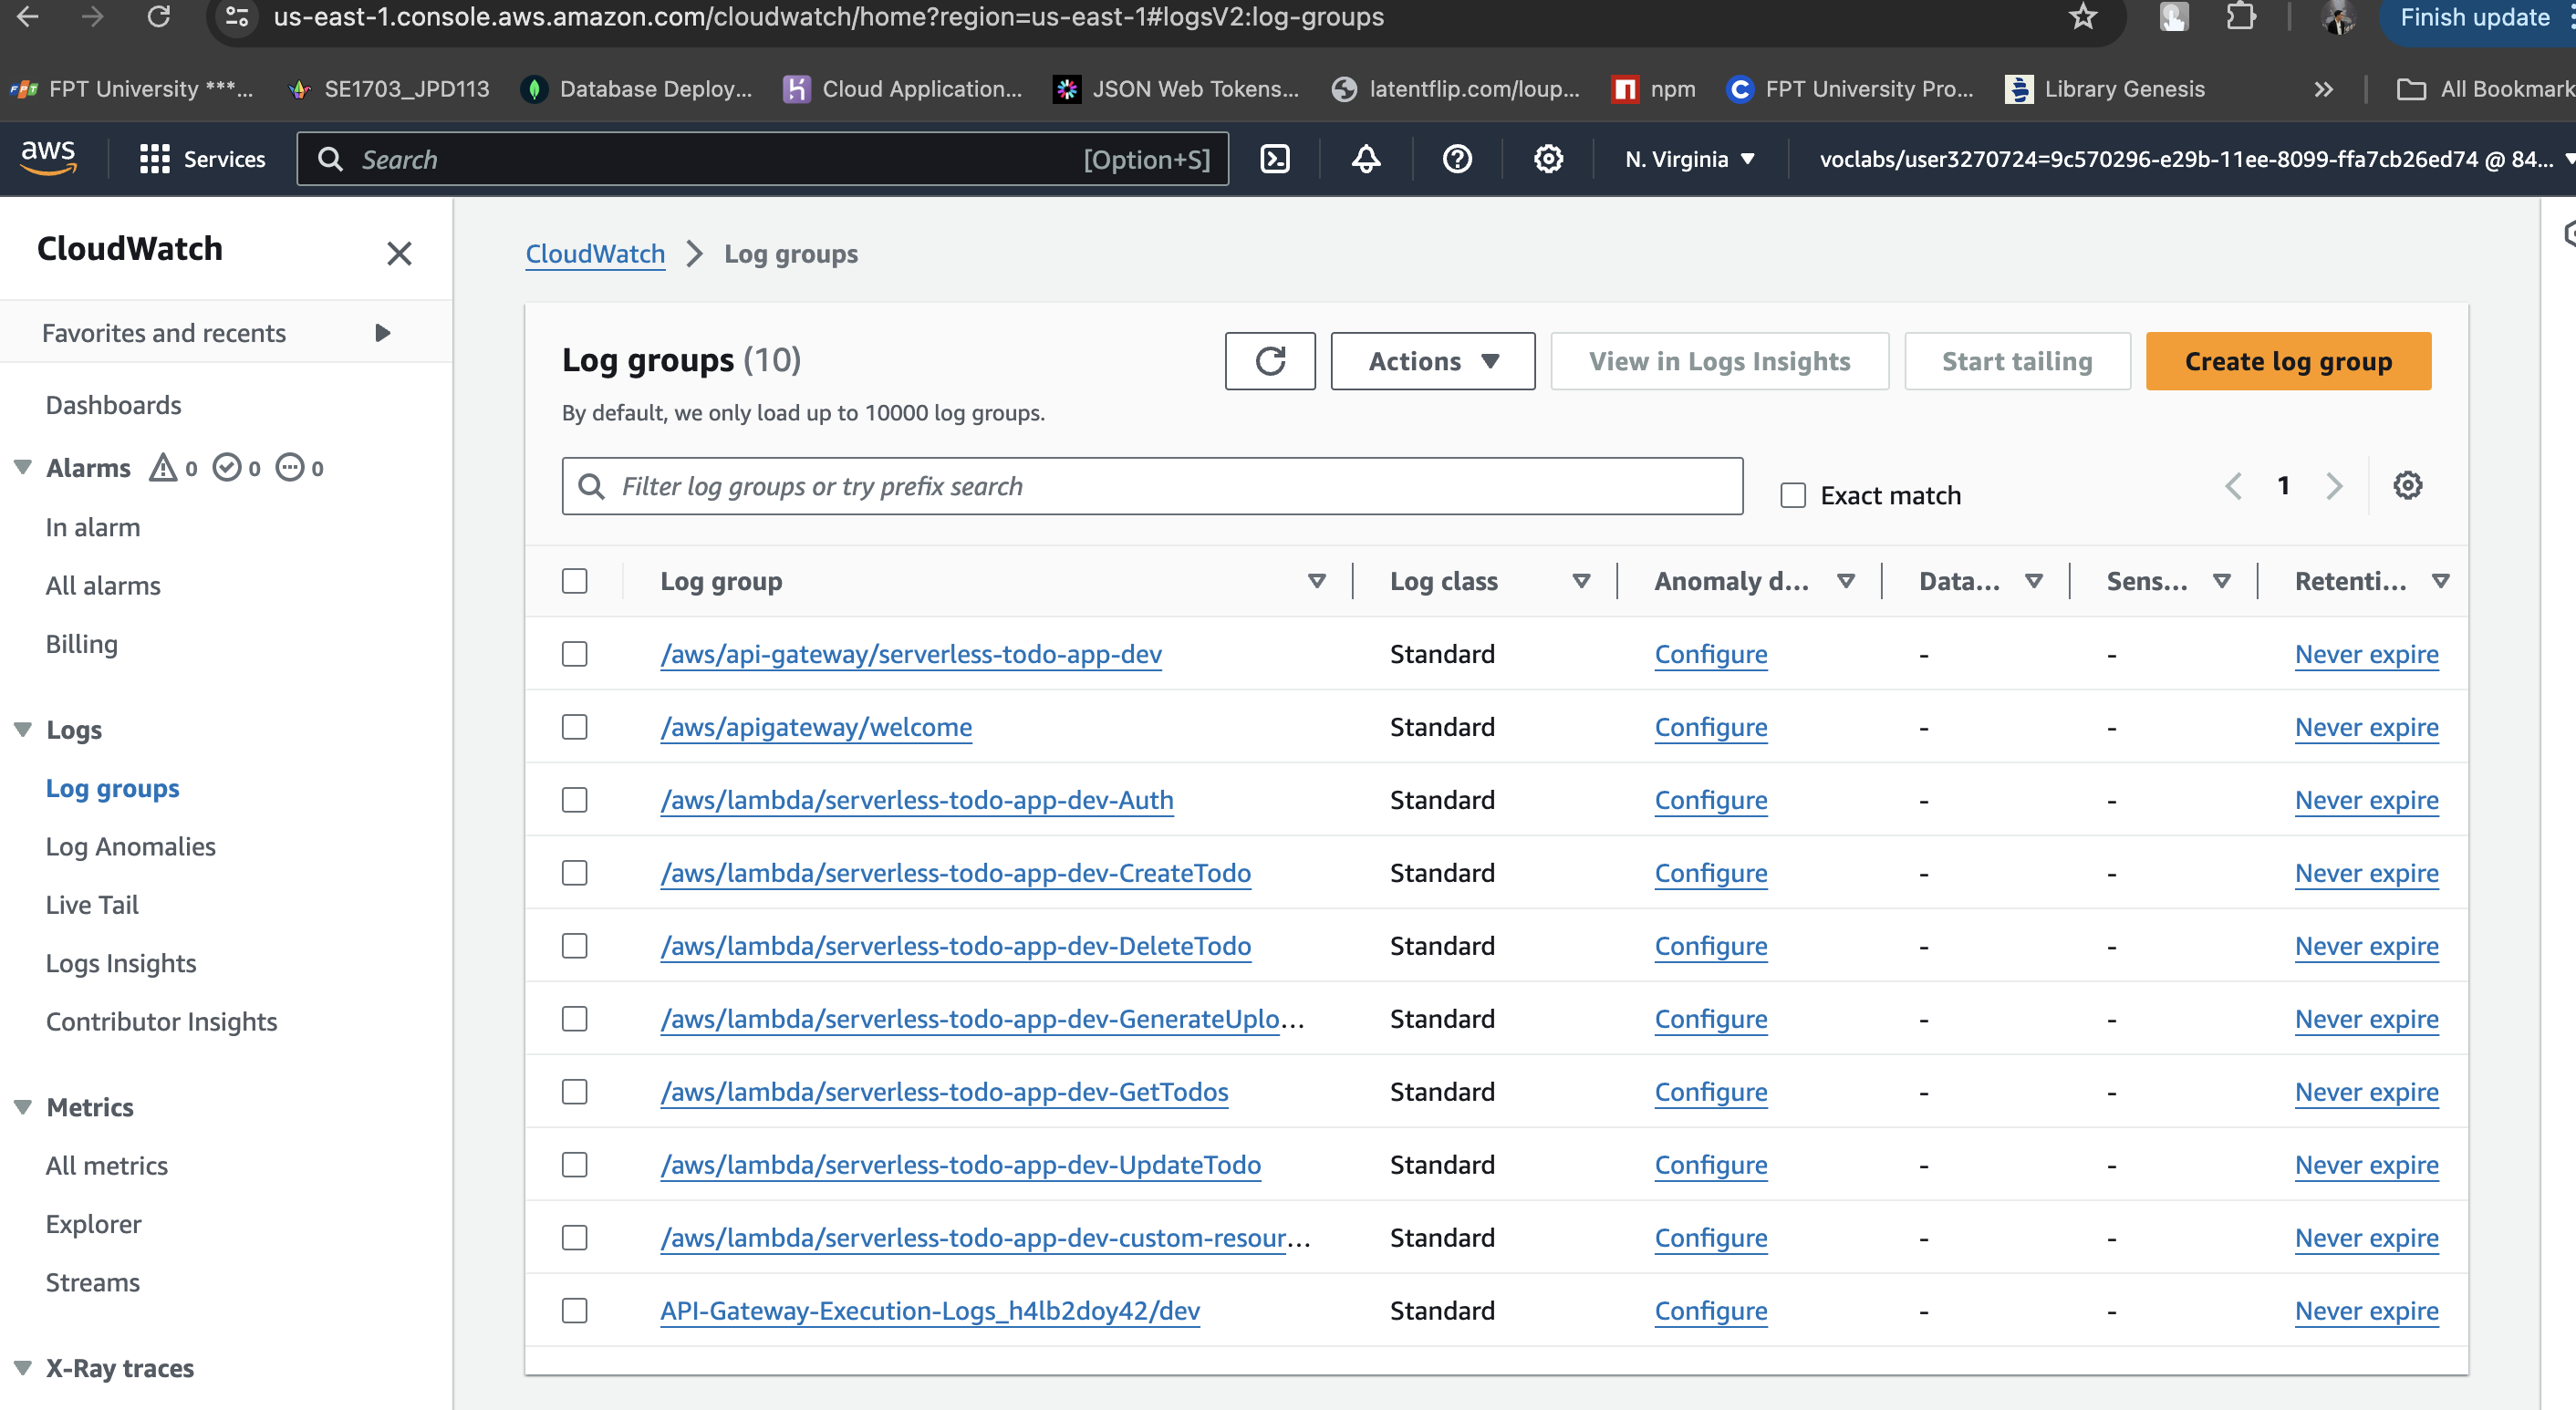 us-east-1.console.aws.amazon.com/cloudwatch/home?region=us-east-1#logsV2:log-groups
Finish update
FPT University ***...
SE1703_JPD113
Database Deploy...
Cloud Application...
JSON Web Tokens...
latentflip.com/loup...
npm
FPT University Pro...
Library Genesis
All Bookmark
aws
Services
Search
[Option+S]
N. Virginia
voclabs/user3270724=9c570296-e29b-11ee-8099-ffa7cb26ed74 @ 84...
CloudWatch
Favorites and recents
Dashboards
Alarms 0 0 0
In alarm
All alarms
Billing
Logs
Log groups
Log Anomalies
Live Tail
Logs Insights
Contributor Insights
Metrics
All metrics
Explorer
Streams
X-Ray traces
CloudWatch
Log groups
Log groups (10)
Actions
View in Logs Insights
Start tailing
Create log group
By default, we only load up to 10000 log groups.
Filter log groups or try prefix search
Exact match
1
Log group Log class Anomaly d... Data... Sens... Retenti...
/aws/api-gateway/serverless-todo-app-dev Standard Configure - - Never expire
/aws/apigateway/welcome Standard Configure - - Never expire
/aws/lambda/serverless-todo-app-dev-Auth Standard Configure - - Never expire
/aws/lambda/serverless-todo-app-dev-CreateTodo Standard Configure - - Never expire
/aws/lambda/serverless-todo-app-dev-DeleteTodo Standard Configure - - Never expire
/aws/lambda/serverless-todo-app-dev-GenerateUplo... Standard Configure - - Never expire
/aws/lambda/serverless-todo-app-dev-GetTodos Standard Configure - - Never expire
/aws/lambda/serverless-todo-app-dev-UpdateTodo Standard Configure - - Never expire
/aws/lambda/serverless-todo-app-dev-custom-resour... Standard Configure - - Never expire
API-Gateway-Execution-Logs_h4lb2doy42/dev Standard Configure - - Never expire